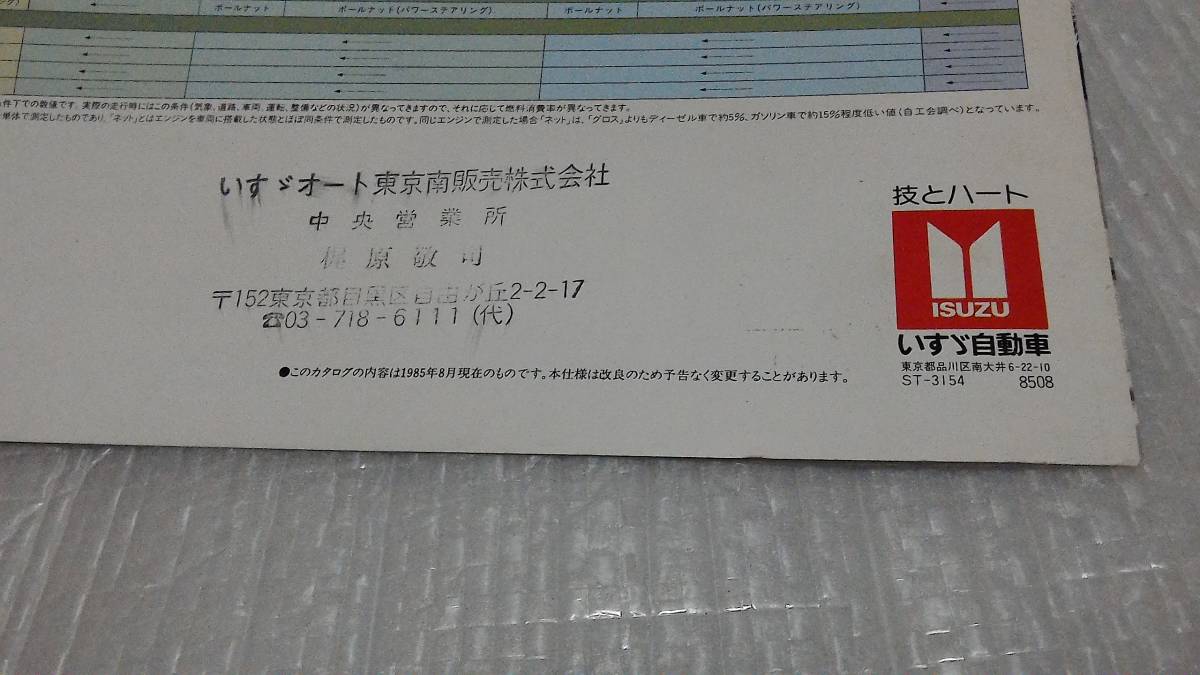 ボールナット ボールナット(パワーステアリング) ボールナット ボールナット(パワーステアリング)
件下での数値です。実際の走行時にはこの条件(気象、道路、車両、運転、整備などの状況)が異なってきますので、それに応じて燃料消費率が異なってきます。
単体で測定したものであり、「ネット」とはエンジンを車両に搭載した状態とほぼ同条件で測定したものです。同じエンジンで測定した場合「ネット」は、「グロス」よりもディーゼル車で約5%、ガソリン車で約15%程度低い値(自工会調べ)となっています。
いすゞオート東京南販売株式会社
中央営業所
梶原敬司
〒152東京都目黒区自由が丘2-2-17
☎03-718-6111(代)
●このカタログの内容は1985年8月現在のものです。本仕様は改良のため予告なく変更することがあります。
技とハート
ISUZU
いすゞ自動車
東京都品川区南大井6-22-10
ST-3154 8508